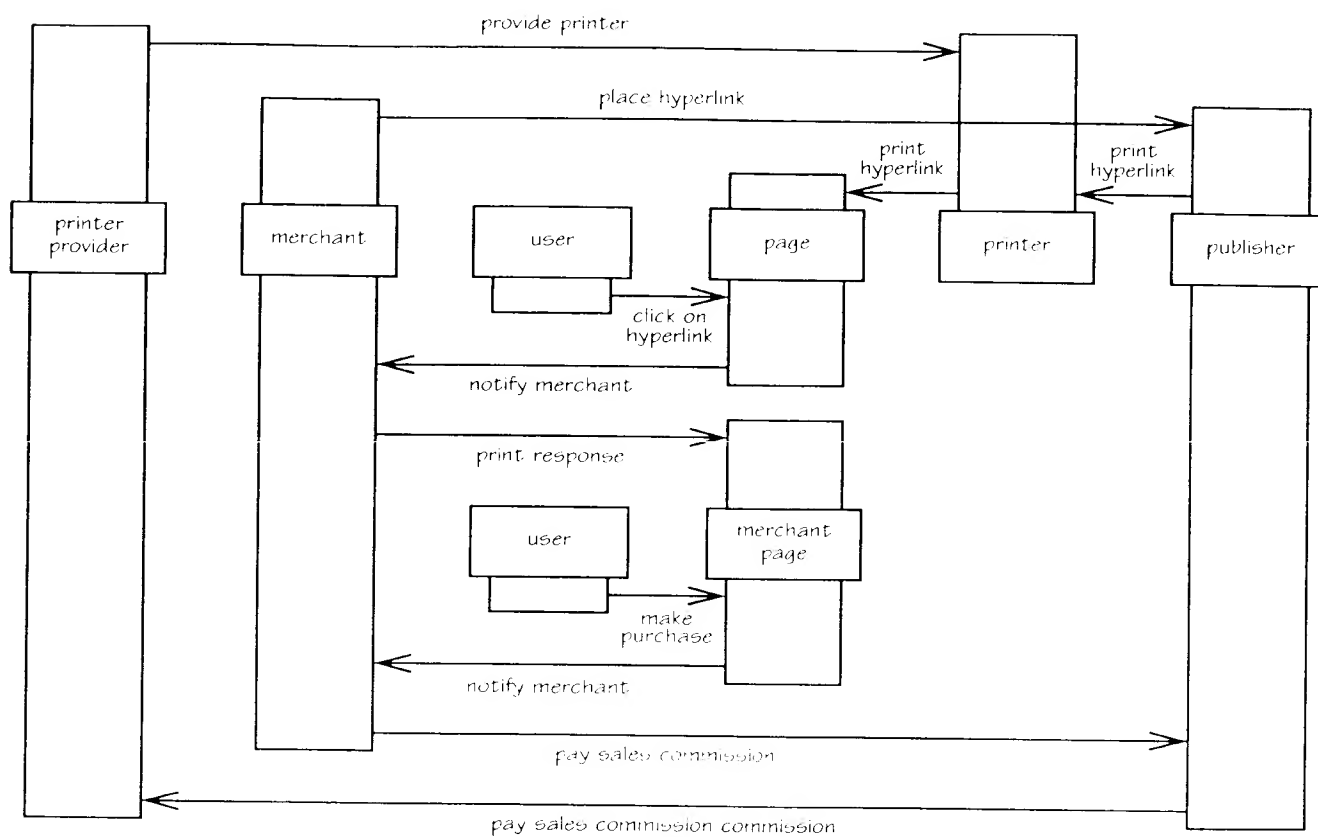 provide printer
place hyperlink
print
hyperlink
print
hyperlink
printer
provider
merchant
user
page
printer
publisher
click on
hyperlink
notify merchant
print response
user
merchant
page
make
purchase
notify merchant
pay sales commission
pay sales commission commission